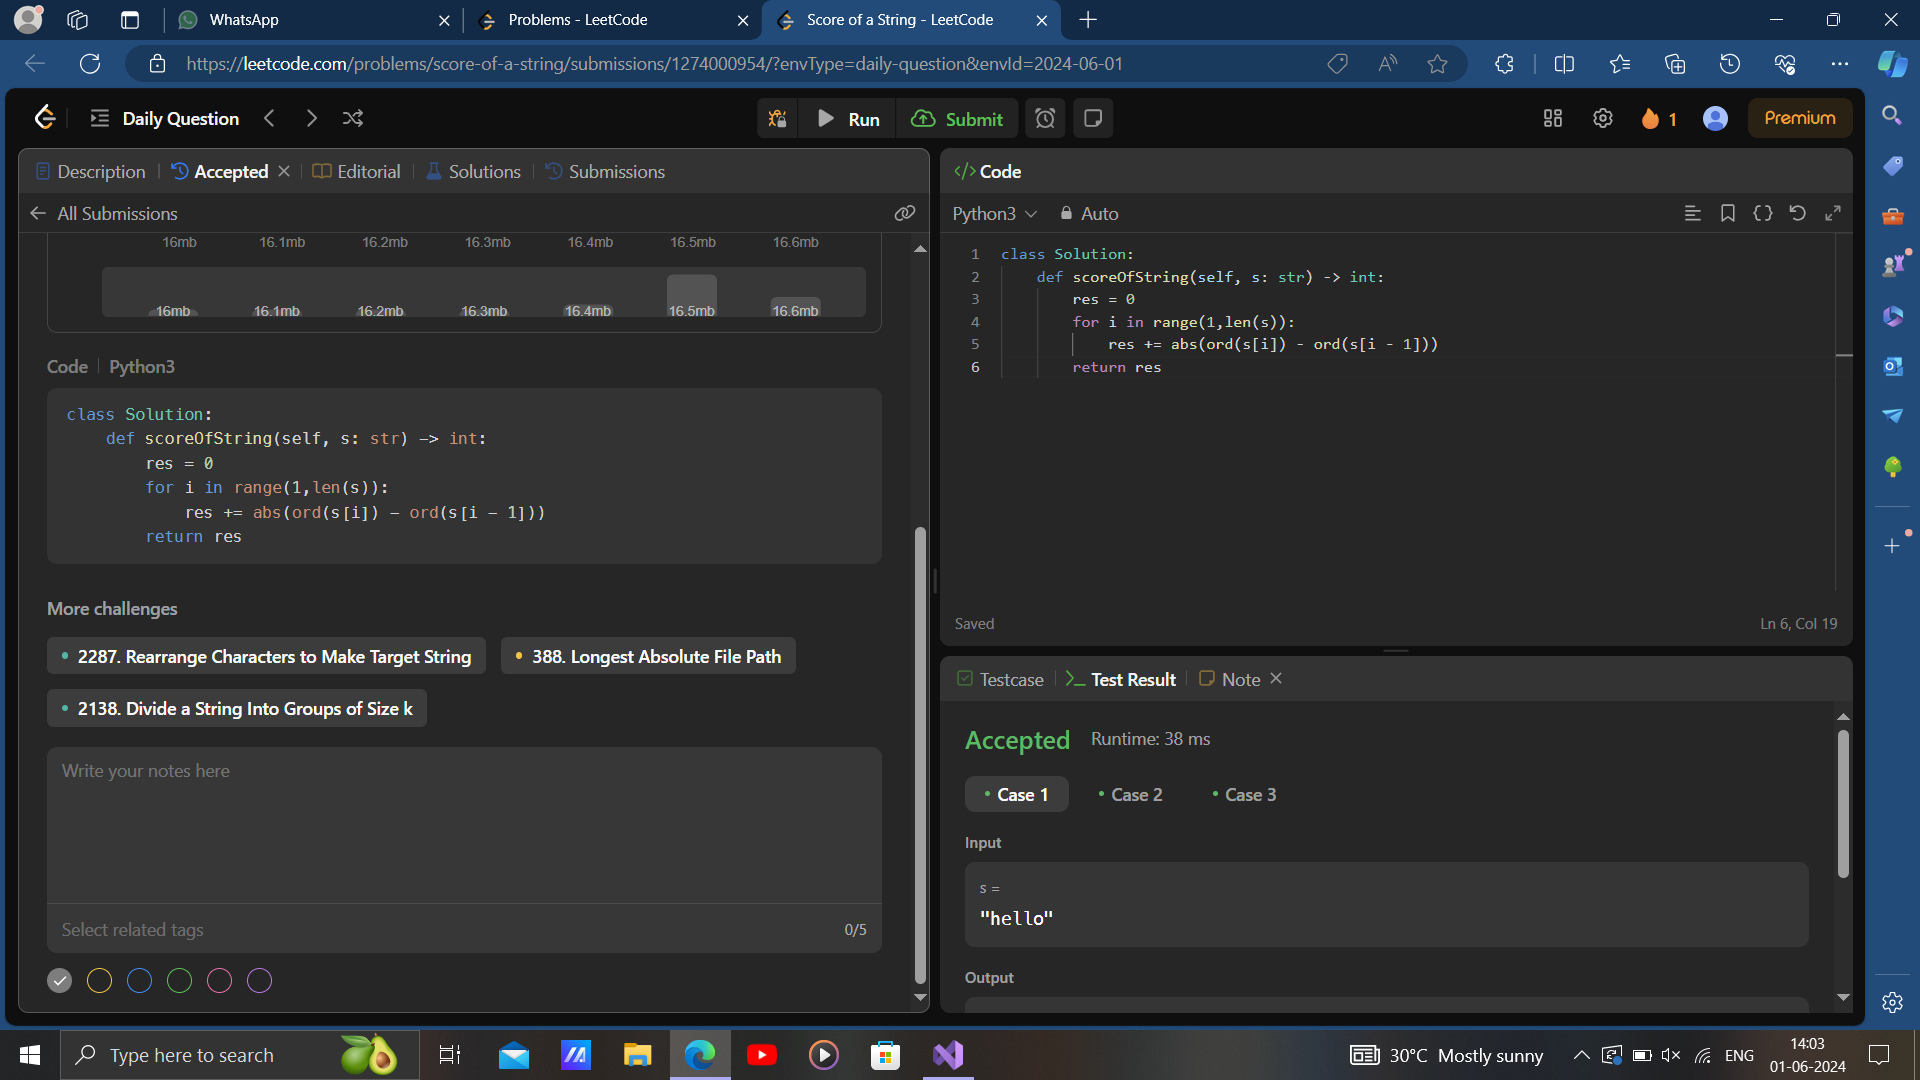 WhatsApp
Problems - LeetCode
Score of a String - LeetCode
https://leetcode.com/problems/score-of-a-string/submissions/1274000954/?envType=daily-question&envId=2024-06-01
Daily Question
Run
Submit
1
Premium
Description
Accepted
Editorial
Solutions
Submissions
All Submissions
16mb 16.1mb 16.2mb 16.3mb 16.4mb 16.5mb 16.6mb
16mb 16.1mb 16.2mb 16.3mb 16.4mb 16.5mb 16.6mb
Code | Python3
class Solution:
    def scoreOfString(self, s: str) -> int:
        res = 0
        for i in range(1,len(s)):
            res += abs(ord(s[i]) - ord(s[i - 1]))
        return res
More challenges
2287. Rearrange Characters to Make Target String
388. Longest Absolute File Path
2138. Divide a String Into Groups of Size k
Write your notes here
Select related tags
0/5
</> Code
Python3
Auto
1 class Solution:
2     def scoreOfString(self, s: str) -> int:
3         res = 0
4         for i in range(1,len(s)):
5             res += abs(ord(s[i]) - ord(s[i - 1]))
6         return res
Saved
Ln 6, Col 19
Testcase
Test Result
Note
Accepted
Runtime: 38 ms
Case 1
Case 2
Case 3
Input
s =
"hello"
Output
Type here to search
30°C Mostly sunny
ENG
14:03
01-06-2024